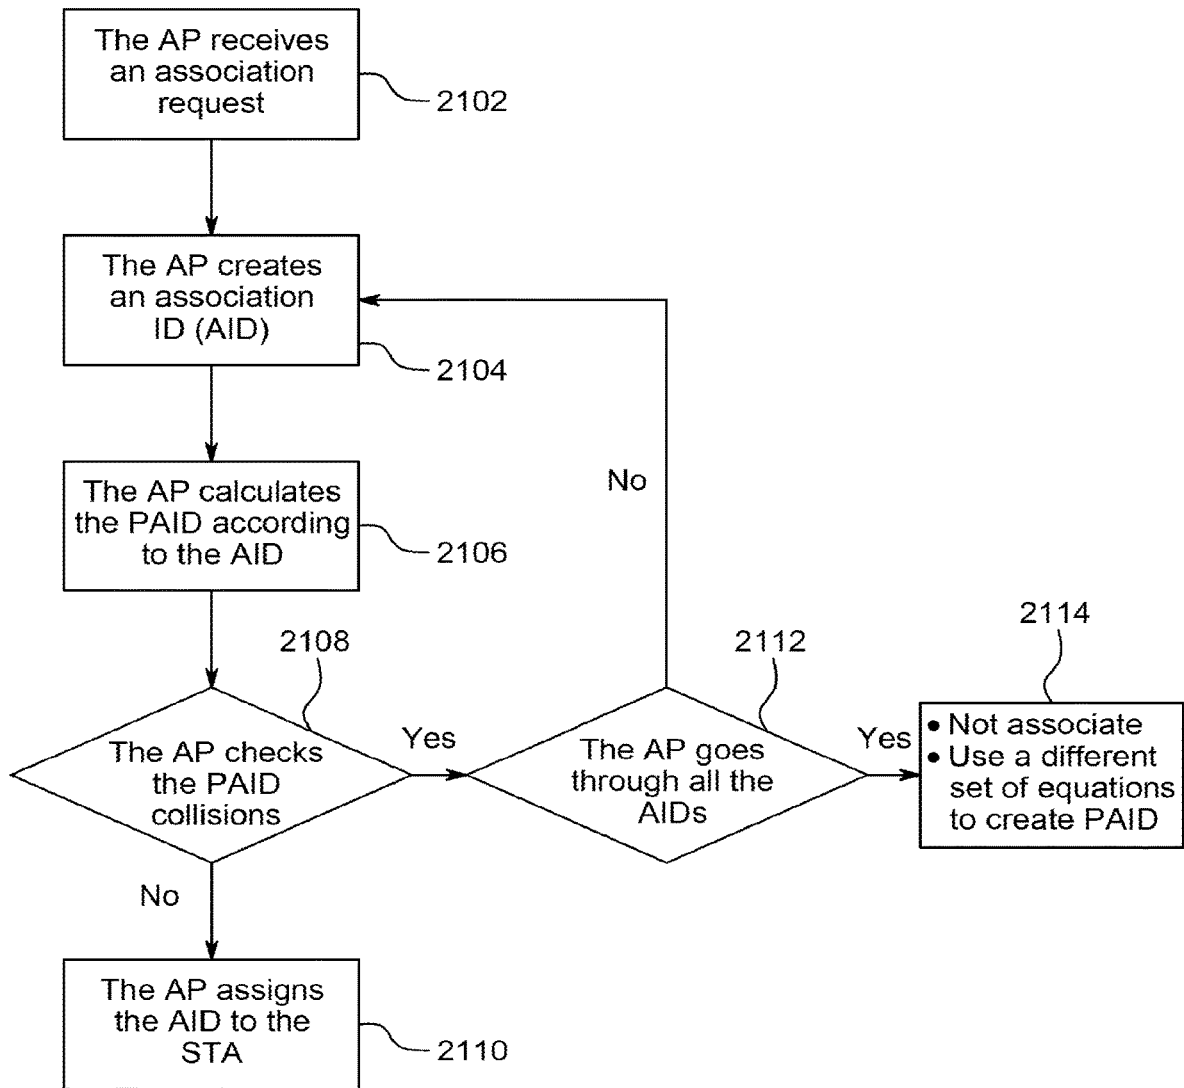 The AP receives
an association
request
2102
The AP creates
an association
ID (AID)
2104
The AP calculates
the PAID according
to the AID
2106
No
2108
2112
2114
The AP checks
the PAID
collisions
Yes
The AP goes
through all the
AIDs
Yes
• Not associate
• Use a different
set of equations
to create PAID
No
The AP assigns
the AID to the
STA
2110